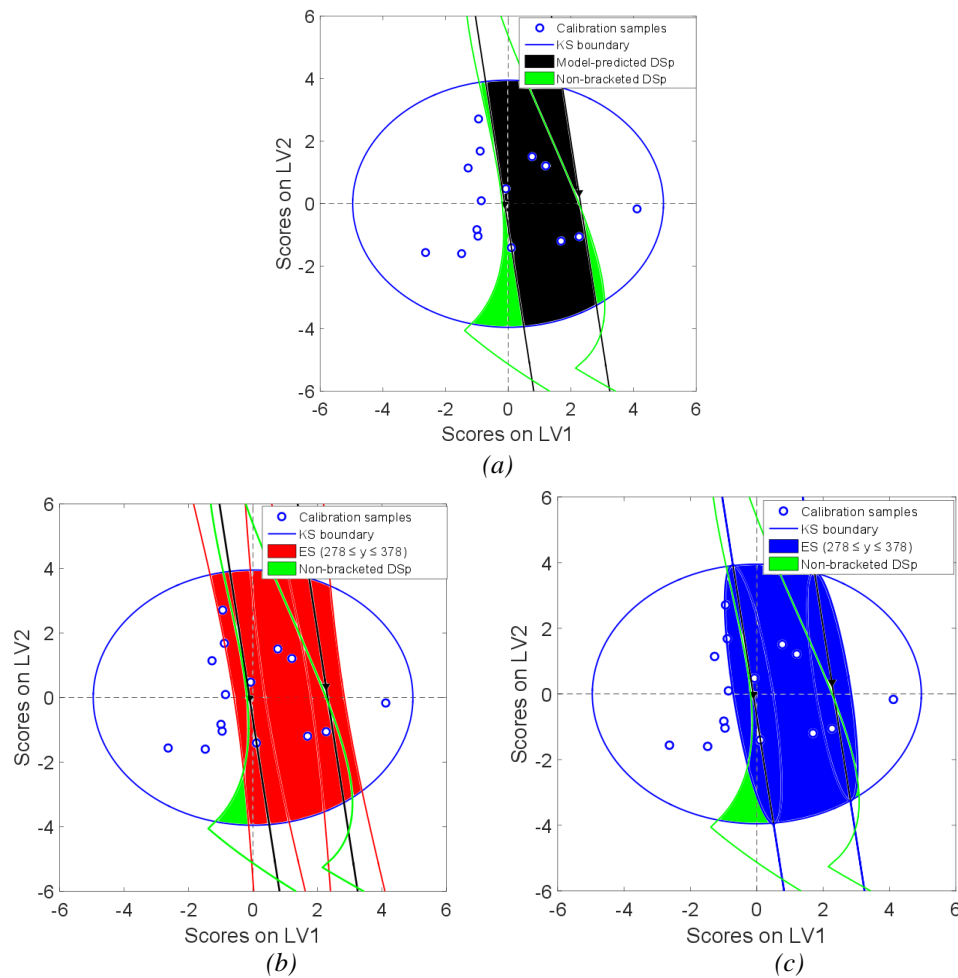 6
4
2
0
-2
-4
-6
Scores on LV2
Calibration samples
KS boundary
Model-predicted DSp
Non-bracketed DSp
-6
-4
-2
0
2
4
6
Scores on LV1
(a)
6
4
2
0
-2
-4
-6
Scores on LV2
Calibration samples
KS boundary
ES (278 ≤ y ≤ 378)
Non-bracketed DSp
-6
-4
-2
0
2
4
6
Scores on LV1
(b)
6
4
2
0
-2
-4
-6
Scores on LV2
Calibration samples
KS boundary
ES (278 ≤ y ≤ 378)
Non-bracketed DSp
-6
-4
-2
0
2
4
6
Scores on LV1
(c)